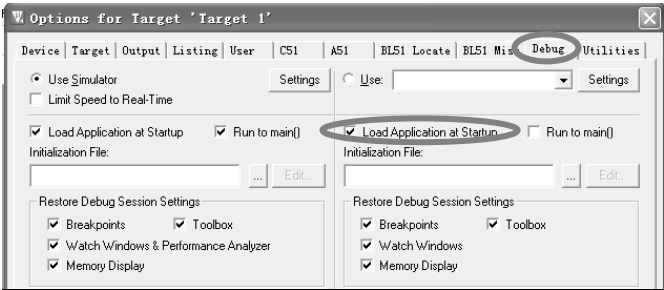 Options for Target 'Target 1'
Device Target Output Listing User C51 A51 BL51 Locate BL51 Misc Debug Utilities
Use Simulator Settings Use: Settings
Limit Speed to Real-Time
Load Application at Startup Run to main() Load Application at Startup Run to main()
Initialization File: Initialization File:
... Edit... ... Edit...
Restore Debug Session Settings Restore Debug Session Settings
Breakpoints Toolbox Breakpoints Toolbox
Watch Windows & Performance Analyzer Watch Windows
Memory Display Memory Display